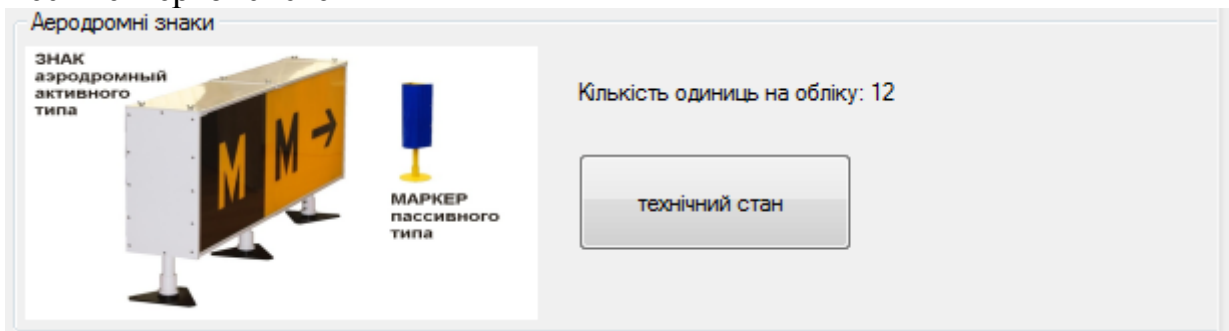 Аеродромні знаки
ЗНАК
аэродромный
активного
типа
М М →
МАРКЕР
пассивного
типа
Кількість одиниць на обліку: 12
технічний стан